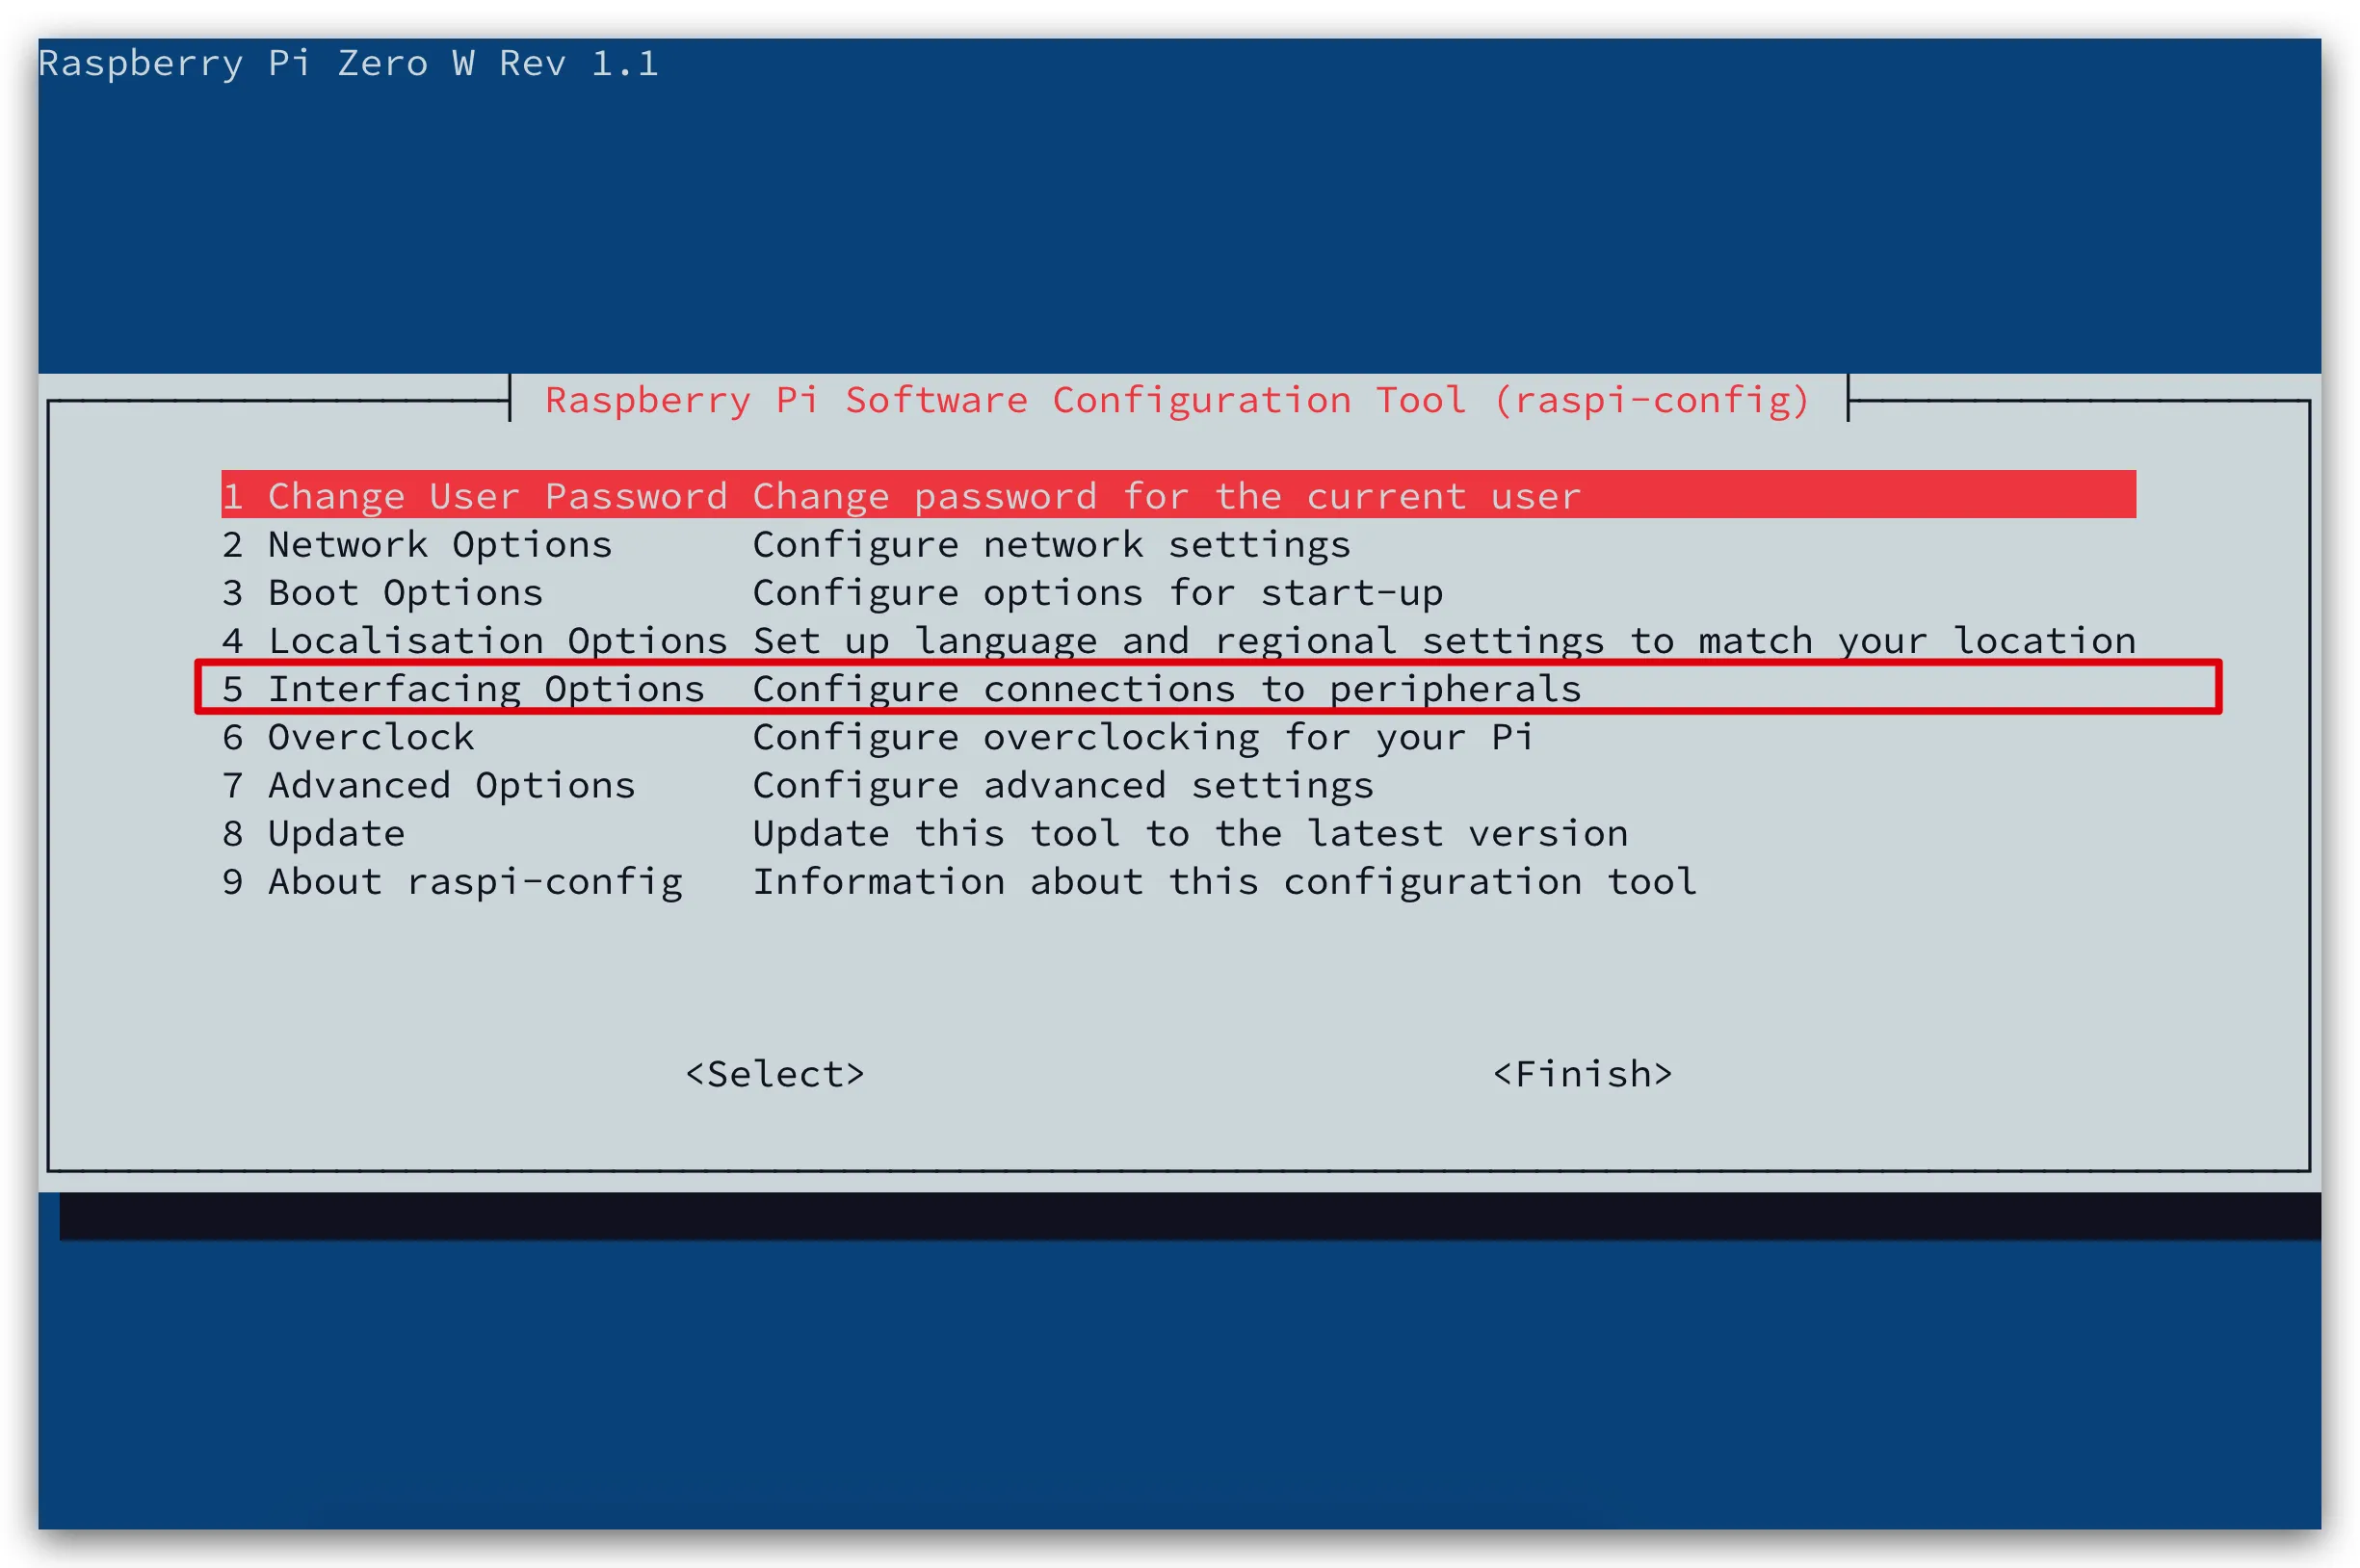 Raspberry Pi Zero W Rev 1.1
Raspberry Pi Software Configuration Tool (raspi-config)
1 Change User Password Change password for the current user
2 Network Options Configure network settings
3 Boot Options Configure options for start-up
4 Localisation Options Set up language and regional settings to match your location
5 Interfacing Options Configure connections to peripherals
6 Overclock Configure overclocking for your Pi
7 Advanced Options Configure advanced settings
8 Update Update this tool to the latest version
9 About raspi-config Information about this configuration tool
<Select> <Finish>